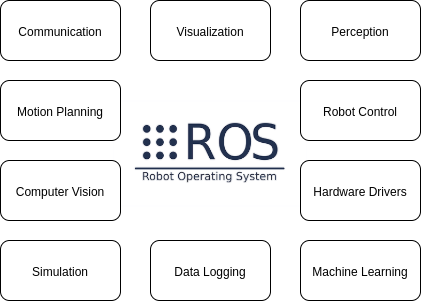 Communication
Visualization
Perception
Motion Planning
Robot Control
ROS
Robot Operating System
Computer Vision
Hardware Drivers
Simulation
Data Logging
Machine Learning